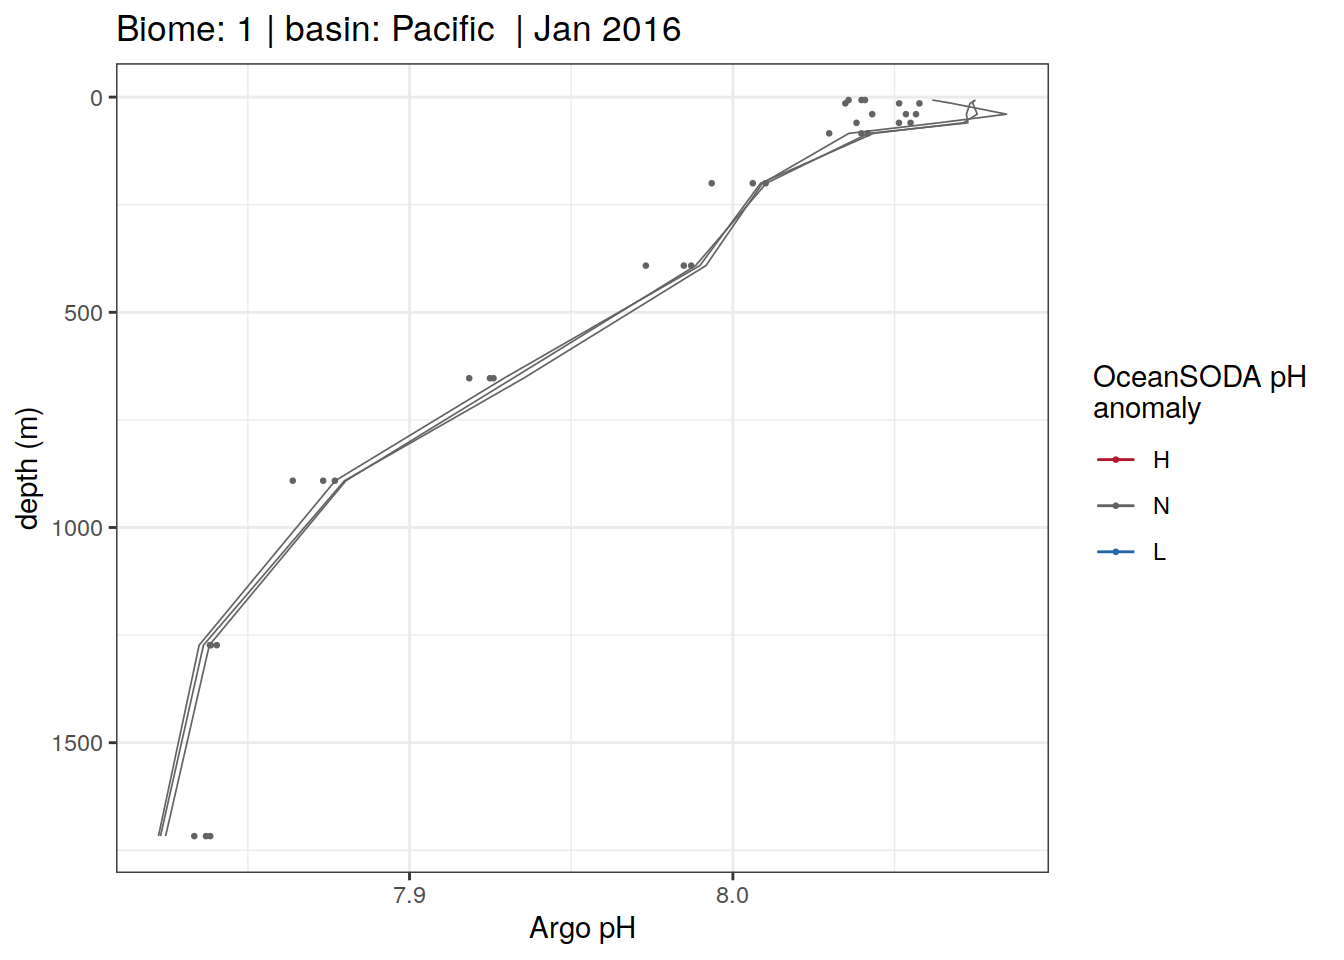 Biome: 1 | basin: Pacific  | Jan 2016
0
500
1000
1500
depth (m)
7.9
8.0
Argo pH
OceanSODA pH
anomaly
H
N
L